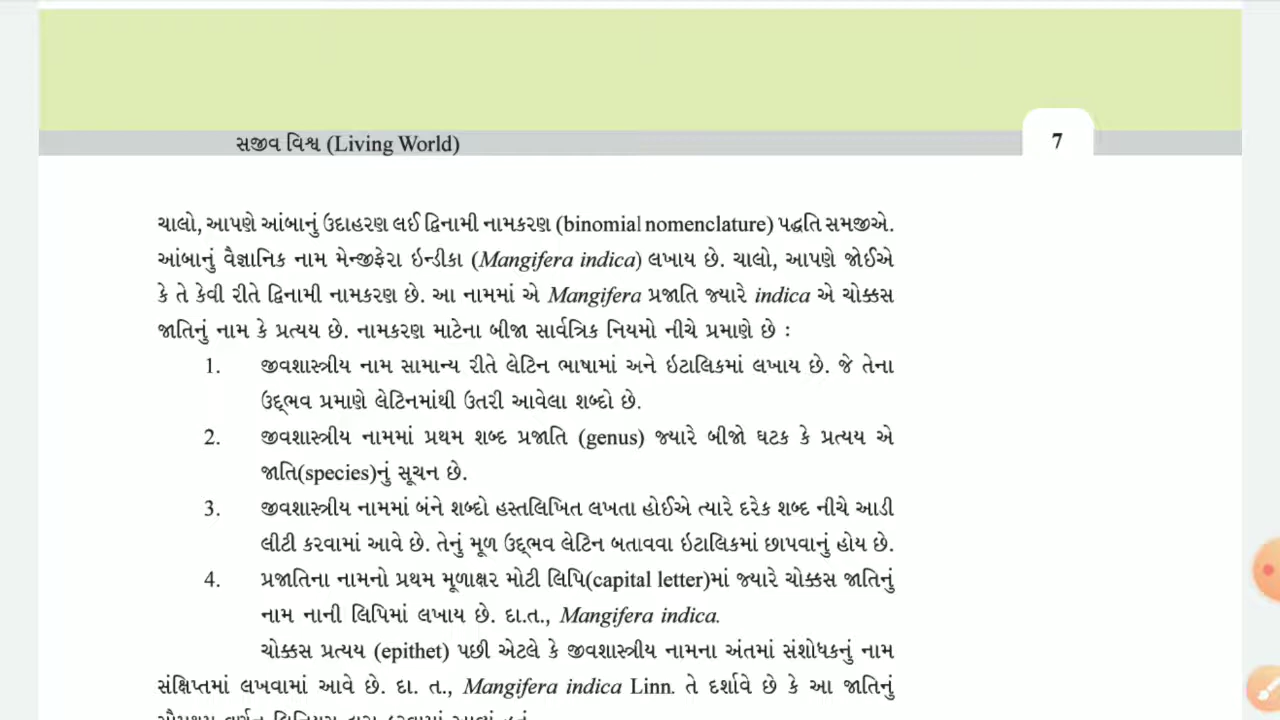 સજીવ વિશ્વ (Living World)
7
ચાલો, આપણે આંબાનું ઉદાહરણ લઈ દ્વિનામી નામકરણ (binomial nomenclature) પદ્ધતિ સમજીએ.
આંબાનું વૈજ્ઞાનિક નામ મેન્જીફેરા ઇન્ડીકા (Mangifera indica) લખાય છે. ચાલો, આપણે જોઈએ
કે તે કેવી રીતે દ્વિનામી નામકરણ છે. આ નામમાં એ Mangifera પ્રજાતિ જ્યારે indica એ ચોક્કસ
જાતિનું નામ કે પ્રત્યય છે. નામકરણ માટેના બીજા સાર્વત્રિક નિયમો નીચે પ્રમાણે છે :
1. જીવશાસ્ત્રીય નામ સામાન્ય રીતે લેટિન ભાષામાં અને ઇટાલિકમાં લખાય છે. જે તેના
ઉદ્ભવ પ્રમાણે લેટિનમાંથી ઉતરી આવેલા શબ્દો છે.
2. જીવશાસ્ત્રીય નામમાં પ્રથમ શબ્દ પ્રજાતિ (genus) જ્યારે બીજો ઘટક કે પ્રત્યય એ
જાતિ(species)નું સૂચન છે.
3. જીવશાસ્ત્રીય નામમાં બંને શબ્દો હસ્તલિખિત લખતા હોઈએ ત્યારે દરેક શબ્દ નીચે આડી
લીટી કરવામાં આવે છે. તેનું મૂળ ઉદ્ભવ લેટિન બતાવવા ઇટાલિકમાં છાપવાનું હોય છે.
4. પ્રજાતિના નામનો પ્રથમ મૂળાક્ષર મોટી લિપિ(capital letter)માં જ્યારે ચોક્કસ જાતિનું
નામ નાની લિપિમાં લખાય છે. દા.ત., Mangifera indica.
ચોક્કસ પ્રત્યય (epithet) પછી એટલે કે જીવશાસ્ત્રીય નામના અંતમાં સંશોધકનું નામ
સંક્ષિપ્તમાં લખવામાં આવે છે. દા. ત., Mangifera indica Linn. તે દર્શાવે છે કે આ જાતિનું